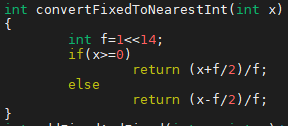 int convertFixedToNearestInt(int x)
{
int f=1<<14;
if(x>=0)
return (x+f/2)/f;
else
return (x-f/2)/f;
}